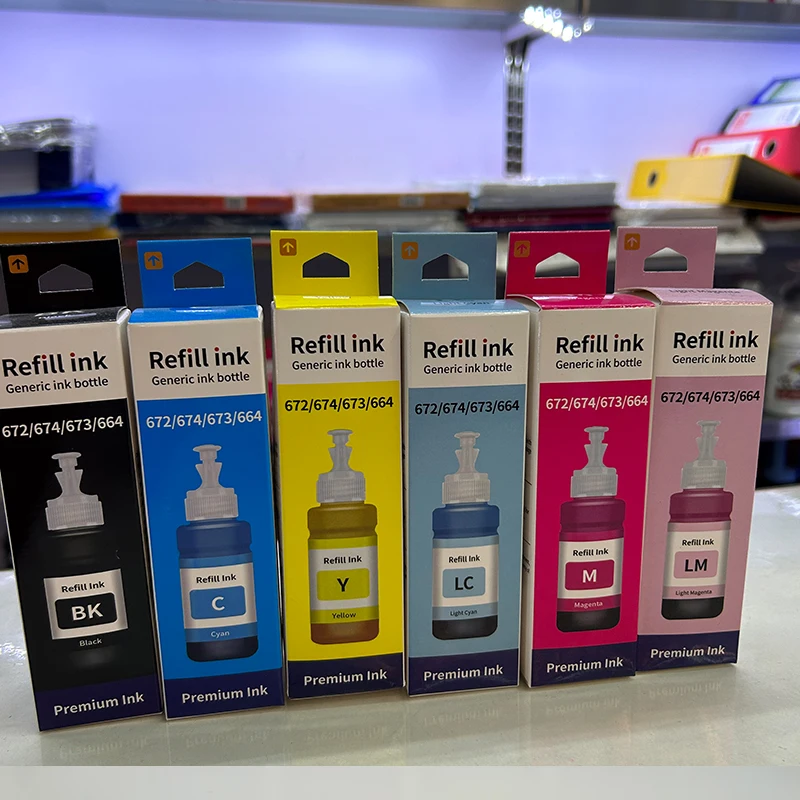 Refill ink
Generic ink bottle
672/674/673/664
Refill Ink
BK
Black
Premium Ink
Refill ink
Generic ink bottle
672/674/673/664
Refill Ink
C
Cyan
Premium Ink
Refill ink
Generic ink bottle
672/674/673/664
Refill Ink
Y
Yellow
Premium Ink
Refill ink
Generic ink bottle
672/674/673/664
Refill Ink
LC
Light Cyan
Premium Ink
Refill ink
Generic ink bottle
672/674/673/664
Refill Ink
M
Magenta
Premium Ink
Light Magenta
Refill ink
Generic ink bottle
672/674/673/664
Refill Ink
LM
Light Magenta
Premium Ink